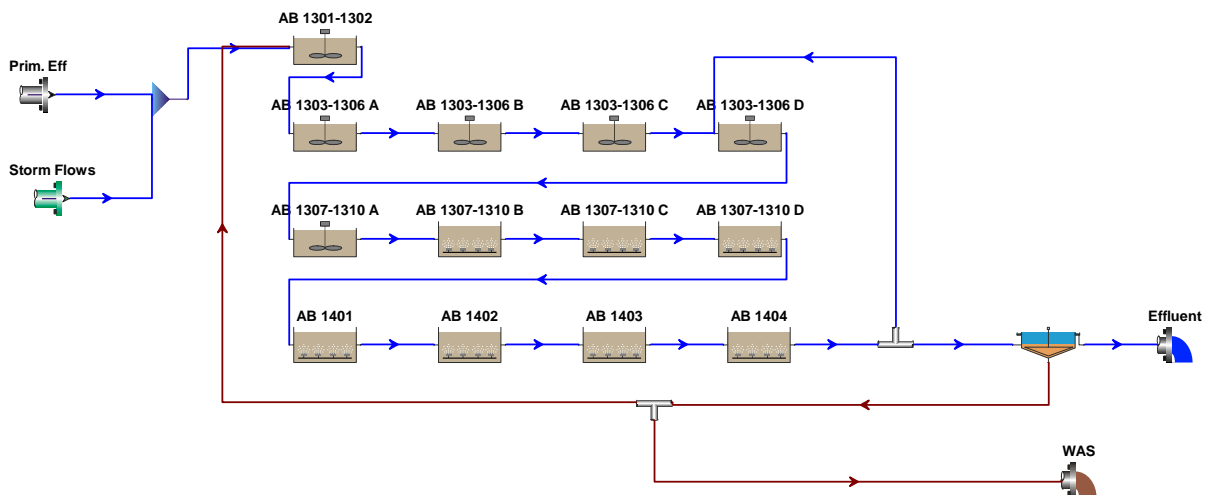 AB 1301-1302
Prim. Eff
AB 1303-1306 A
AB 1303-1306 B
AB 1303-1306 C
AB 1303-1306 D
Storm Flows
AB 1307-1310 A
AB 1307-1310 B
AB 1307-1310 C
AB 1307-1310 D
AB 1401
AB 1402
AB 1403
AB 1404
Effluent
WAS